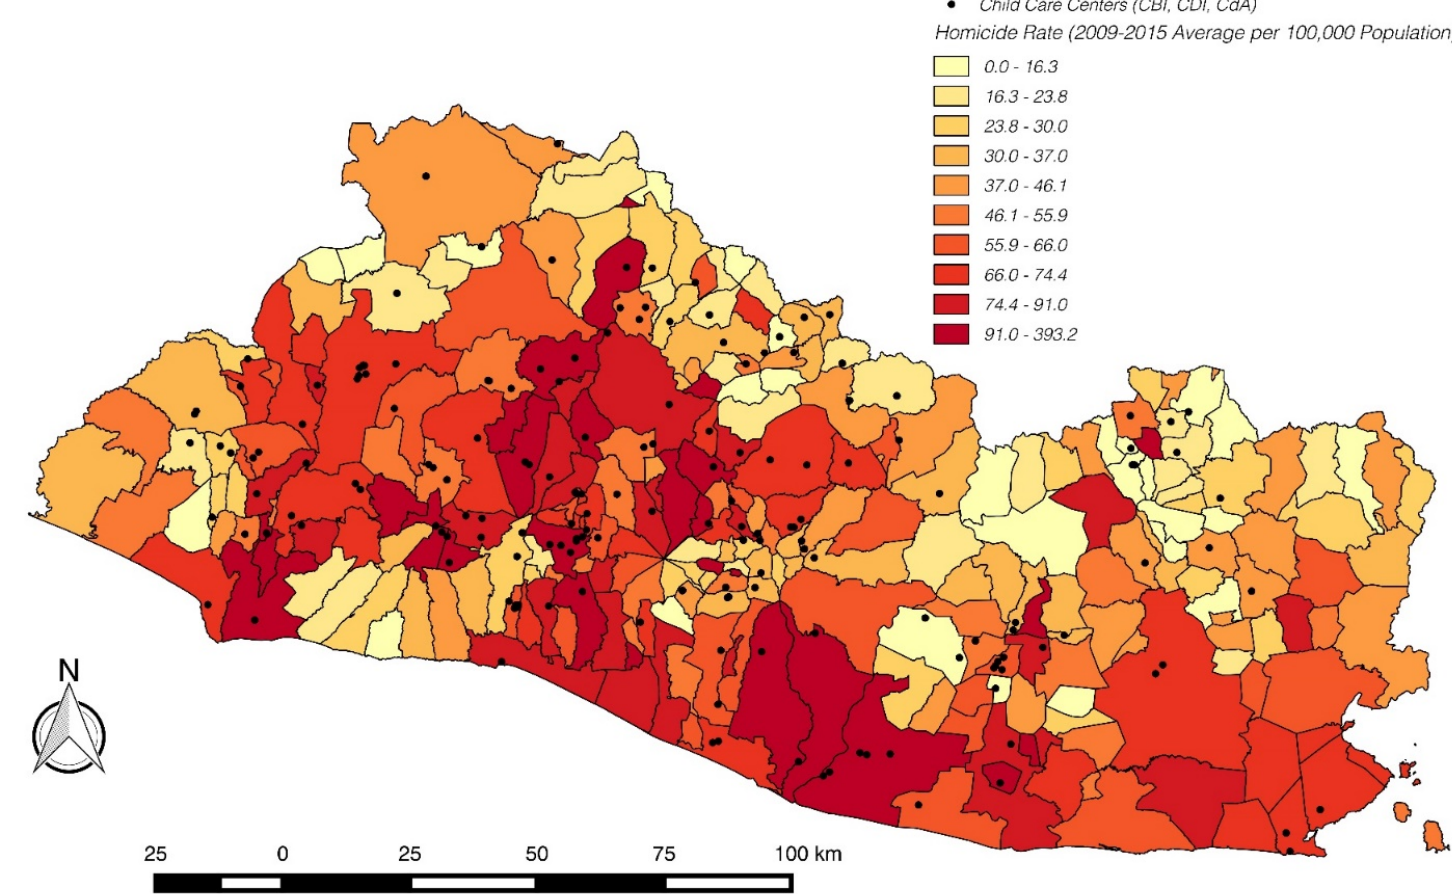 Child Care Centers (CBI, CDI, CdA)
Homicide Rate (2009-2015 Average per 100,000 Population)
0.0 - 16.3
16.3 - 23.8
23.8 - 30.0
30.0 - 37.0
37.0 - 46.1
46.1 - 55.9
55.9 - 66.0
66.0 - 74.4
74.4 - 91.0
91.0 - 393.2
N
25 0 25 50 75 100 km